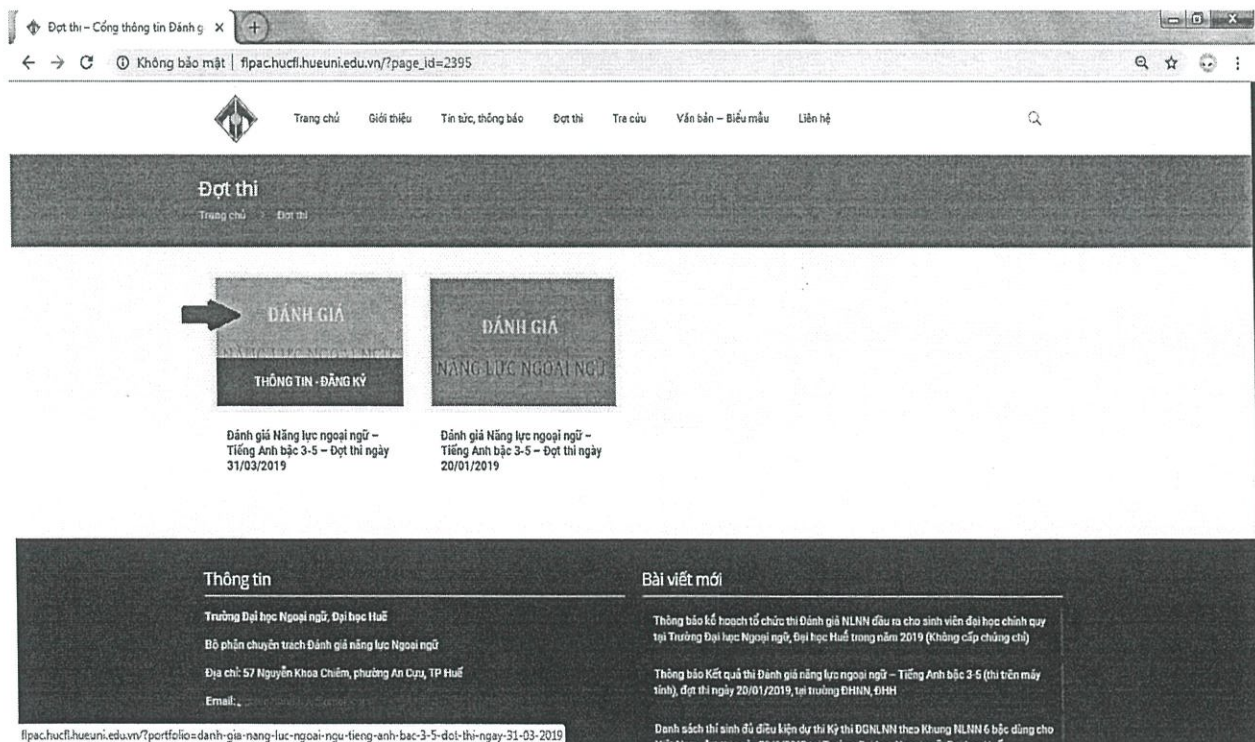 Đợt thi – Cổng thông tin Đánh g
Không bảo mật | flpac.hucfl.hueuni.edu.vn/?page_id=2395
Trang chủ Giới thiệu Tin tức, thông báo Đợt thi Tra cứu Văn bản – Biểu mẫu Liên hệ
Đợt thi
Trang chủ > Đợt thi
ĐÁNH GIÁ
NĂNG LỰC NGOẠI NGỮ
THÔNG TIN - ĐĂNG KÝ
ĐÁNH GIÁ
NĂNG LỰC NGOẠI NGỮ
Đánh giá Năng lực ngoại ngữ –
Tiếng Anh bậc 3-5 – Đợt thi ngày
31/03/2019
Đánh giá Năng lực ngoại ngữ –
Tiếng Anh bậc 3-5 – Đợt thi ngày
20/01/2019
Thông tin
Trường Đại học Ngoại ngữ, Đại học Huế
Bộ phận chuyên trách Đánh giá năng lực Ngoại ngữ
Địa chỉ: 57 Nguyễn Khoa Chiêm, phường An Cựu, TP Huế
Email:
Bài viết mới
Thông báo kế hoạch tổ chức thi Đánh giá NLNN đầu ra cho sinh viên đại học chính quy
tại Trường Đại học Ngoại ngữ, Đại học Huế trong năm 2019 (Không cấp chứng chỉ)
Thông báo Kết quả thi Đánh giá năng lực ngoại ngữ – Tiếng Anh bậc 3-5 (thi trên máy
tính), đợt thi ngày 20/01/2019, tại trường ĐHNN, ĐHH
Danh sách thí sinh đủ điều kiện dự thi Kỳ thi ĐGNLNN theo Khung NLNN 6 bậc dùng cho
flpac.hucfl.hueuni.edu.vn/?portfolio=danh-gia-nang-luc-ngoai-ngu-tieng-anh-bac-3-5-dot-thi-ngay-31-03-2019